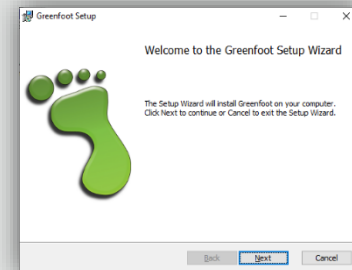 Greenfoot Setup
Welcome to the Greenfoot Setup Wizard
The Setup Wizard will install Greenfoot on your computer.
Click Next to continue or Cancel to exit the Setup Wizard.
Back Next Cancel